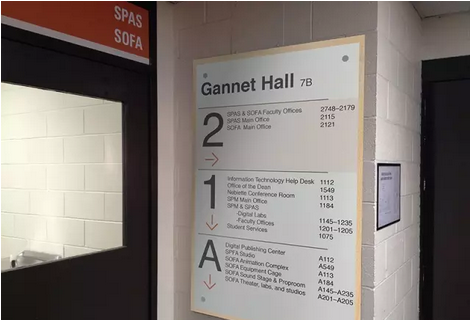 SPAS
SOFA
Gannet Hall 7B
2
SPAS & SOFA Faculty Offices 2748–2179
SPAS Main Office 2115
SOFA Main Office 2121
1
Information Technology Help Desk 1112
Office of the Dean 1549
Nabiette Conference Room 1113
SPM Main Office 1184
SPM & SPAS
-Digital Labs 1145–1235
-Faculty Offices 1201–1205
Student Services 1075
A
Digital Publishing Center A112
SPFA Studio A549
SOFA Animation Complex A113
SOFA Equipment Cage A184
SOFA Sound Stage & Proproom A145–A235
SOFA Theater, labs, and studios A201–A205